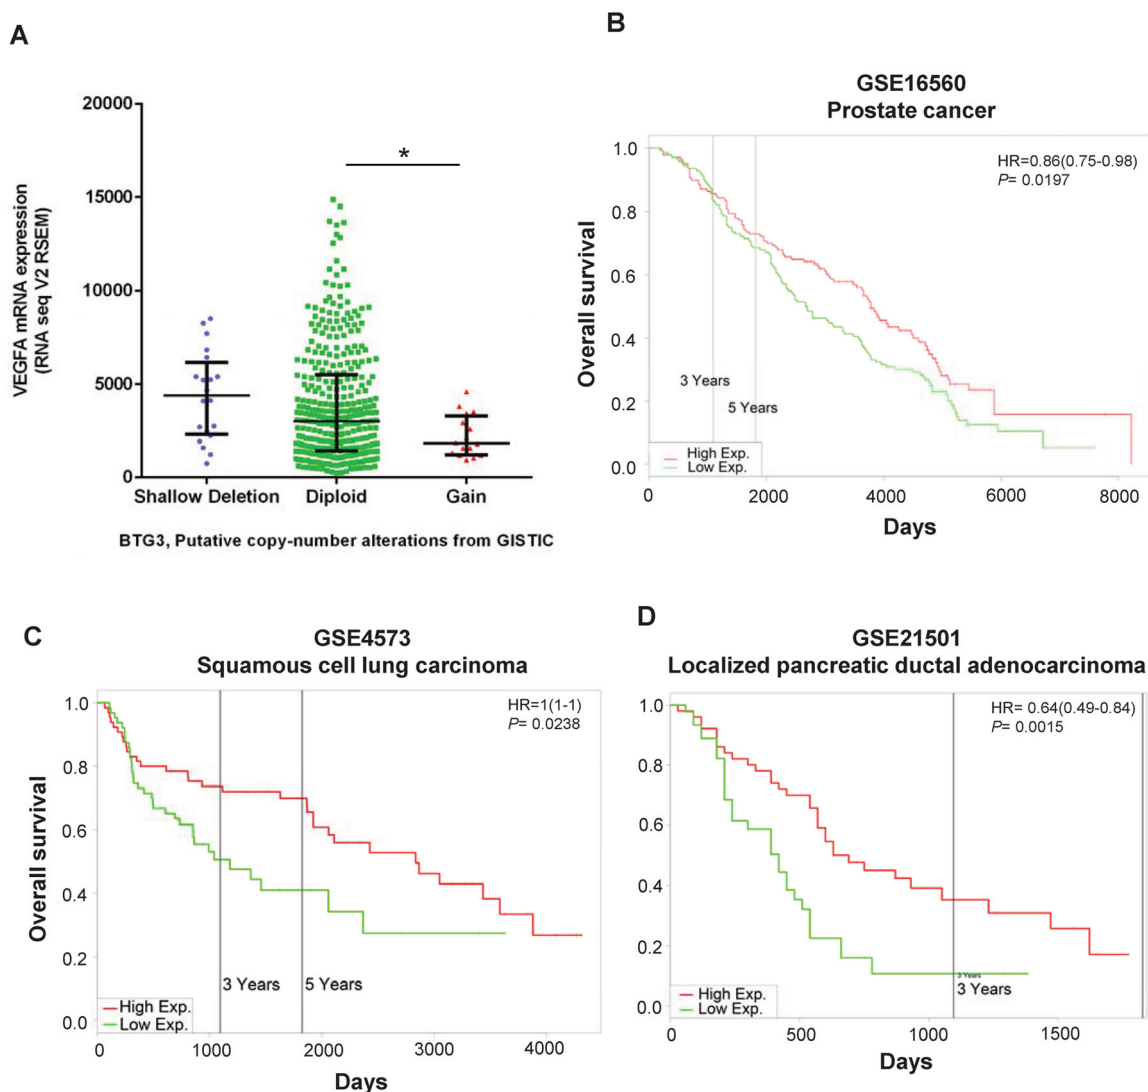 A
VEGFA mRNA expression
(RNA seq V2 RSEM)
20000
15000
10000
5000
0
*
Shallow Deletion
Diploid
Gain
BTG3, Putative copy-number alterations from GISTIC
B
GSE16560
Prostate cancer
HR=0.86(0.75-0.98)
P= 0.0197
Overall survival
1.0
0.8
0.6
0.4
0.2
0.0
3 Years
5 Years
High Exp.
Low Exp.
0
2000
4000
6000
8000
Days
C
GSE4573
Squamous cell lung carcinoma
HR=1(1-1)
P= 0.0238
Overall survival
1.0
0.8
0.6
0.4
0.2
0.0
3 Years
5 Years
High Exp.
Low Exp.
0
1000
2000
3000
4000
Days
D
GSE21501
Localized pancreatic ductal adenocarcinoma
HR= 0.64(0.49-0.84)
P= 0.0015
Overall survival
1.0
0.8
0.6
0.4
0.2
0.0
3 Years
3 Years
High Exp.
Low Exp.
0
500
1000
1500
Days